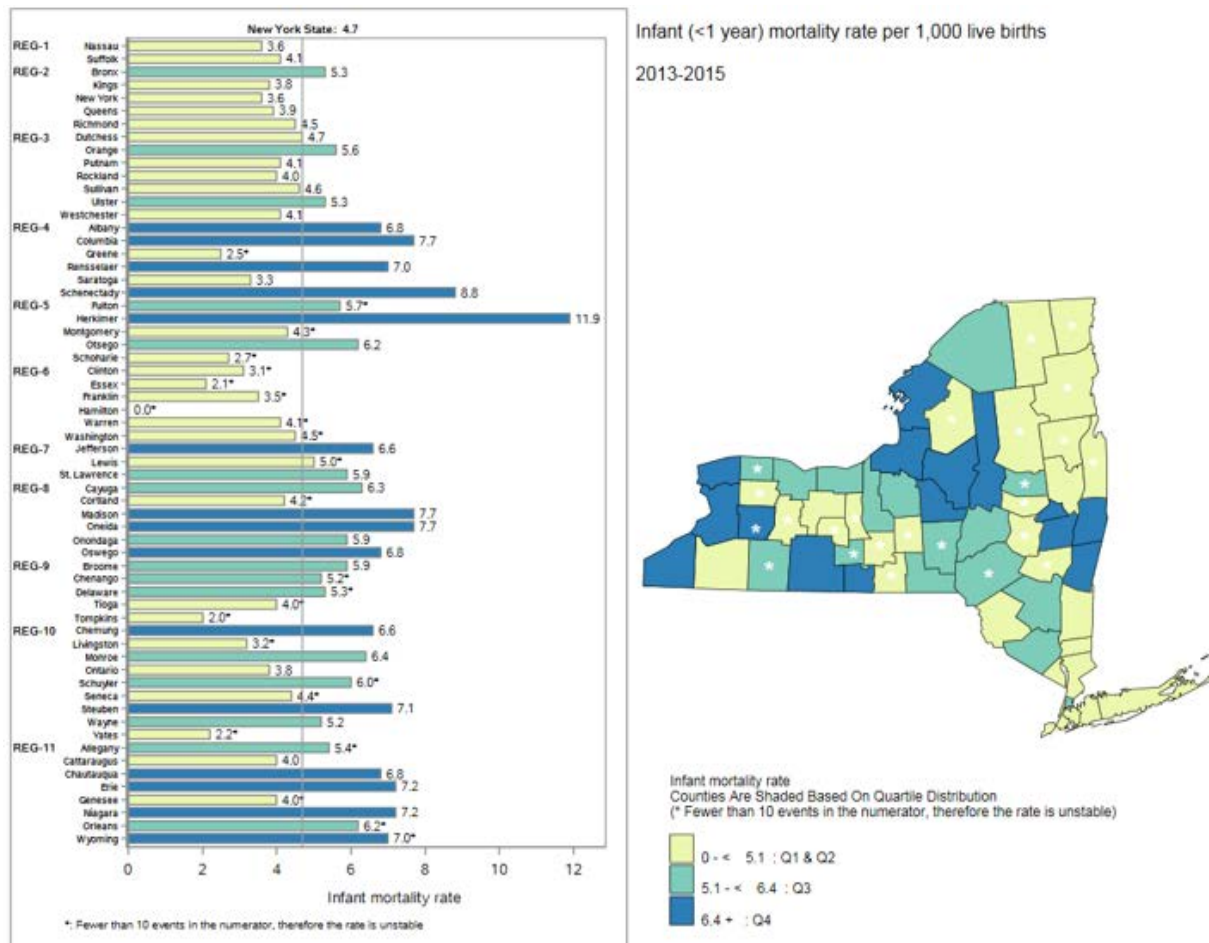 New York State: 4.7
REG-1 Nassau 3.6
Suffolk 4.1
REG-2 Bronx 5.3
Kings 3.8
New York 3.6
Queens 3.9
Richmond 4.5
REG-3 Dutchess 4.7
Orange 5.6
Putnam 4.1
Rockland 4.0
Sullivan 4.6
Ulster 5.3
Westchester 4.1
REG-4 Albany 6.8
Columbia 7.7
Greene 2.5*
Rensselaer 7.0
Saratoga 3.3
Schenectady 8.8
REG-5 Fulton 5.7*
Herkimer 11.9
Montgomery 4.3*
Otsego 6.2
Schoharie 2.7*
REG-6 Clinton 3.1*
Essex 2.1*
Franklin 3.5*
Hamilton 0.0*
Warren 4.1*
Washington 4.5*
REG-7 Jefferson 6.6
Lewis 5.0*
St. Lawrence 5.9
REG-8 Cayuga 6.3
Cortland 4.2*
Madison 7.7
Oneida 7.7
Onondaga 5.9
Oswego 6.8
REG-9 Broome 5.9
Chenango 5.2*
Delaware 5.3*
Tioga 4.0*
Tompkins 2.0*
REG-10 Chemung 6.6
Livingston 3.2*
Monroe 6.4
Ontario 3.8
Schuyler 6.0*
Seneca 4.4*
Steuben 7.1
Wayne 5.2
Yates 2.2*
REG-11 Allegany 5.4*
Cattaraugus 4.0
Chautauqua 6.8
Erie 7.2
Genesee 4.0*
Niagara 7.2
Orleans 6.2*
Wyoming 7.0*
0 2 4 6 8 10 12
Infant mortality rate
*: Fewer than 10 events in the numerator, therefore the rate is unstable
Infant (<1 year) mortality rate per 1,000 live births
2013-2015
Infant mortality rate
Counties Are Shaded Based On Quartile Distribution
(* Fewer than 10 events in the numerator, therefore the rate is unstable)
0 - < 5.1 : Q1 & Q2
5.1 - < 6.4 : Q3
6.4 + : Q4